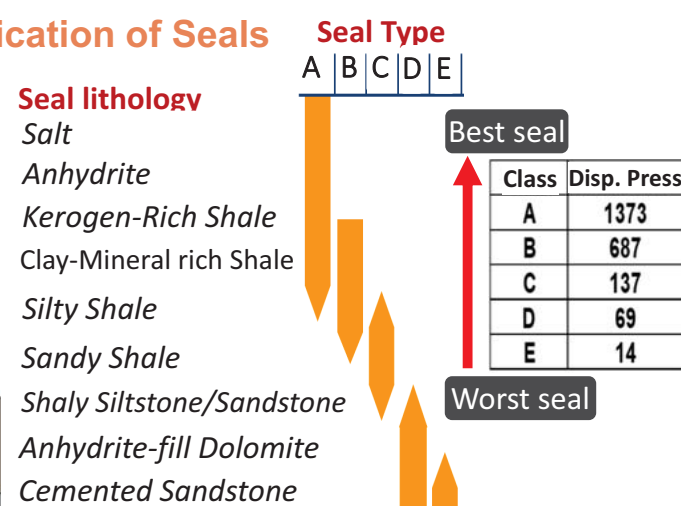 ication of Seals
Seal Type
A B C D E
Seal lithology
Salt
Anhydrite
Kerogen-Rich Shale
Clay-Mineral rich Shale
Silty Shale
Sandy Shale
Shaly Siltstone/Sandstone
Anhydrite-fill Dolomite
Cemented Sandstone
Best seal
Class Disp. Press
A 1373
B 687
C 137
D 69
E 14
Worst seal